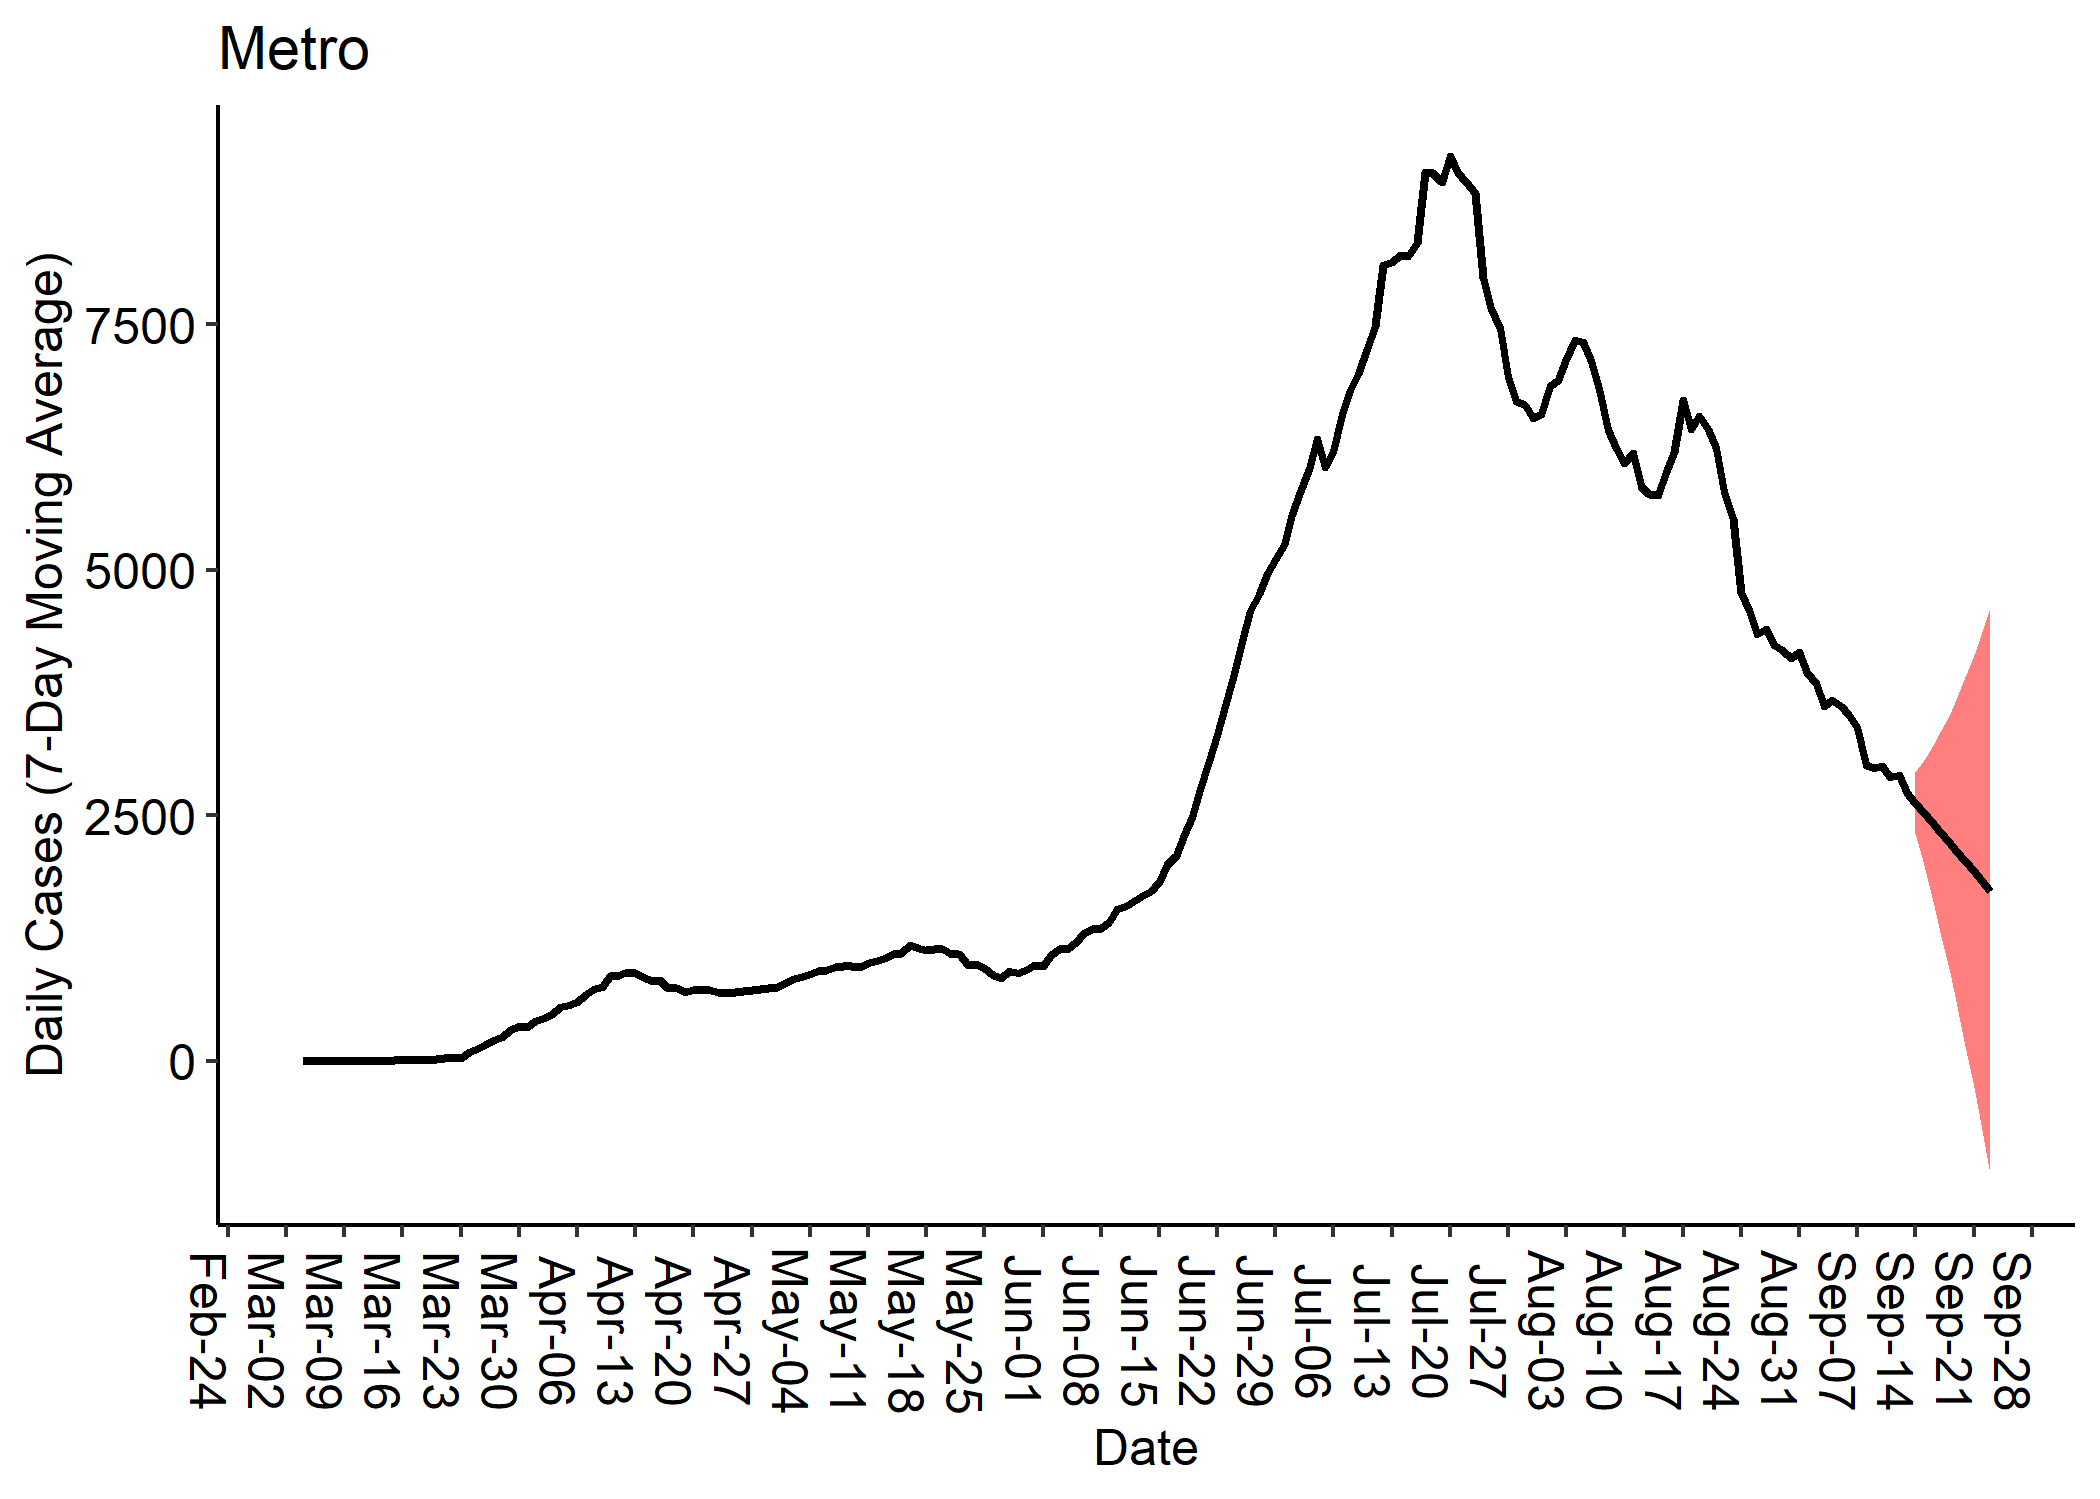 Metro
Daily Cases (7-Day Moving Average)
7500
5000
2500
0
Feb-24
Mar-02
Mar-09
Mar-16
Mar-23
Mar-30
Apr-06
Apr-13
Apr-20
Apr-27
May-04
May-11
May-18
May-25
Jun-01
Jun-08
Jun-15
Jun-22
Jun-29
Jul-06
Jul-13
Jul-20
Jul-27
Aug-03
Aug-10
Aug-17
Aug-24
Aug-31
Sep-07
Sep-14
Sep-21
Sep-28
Date